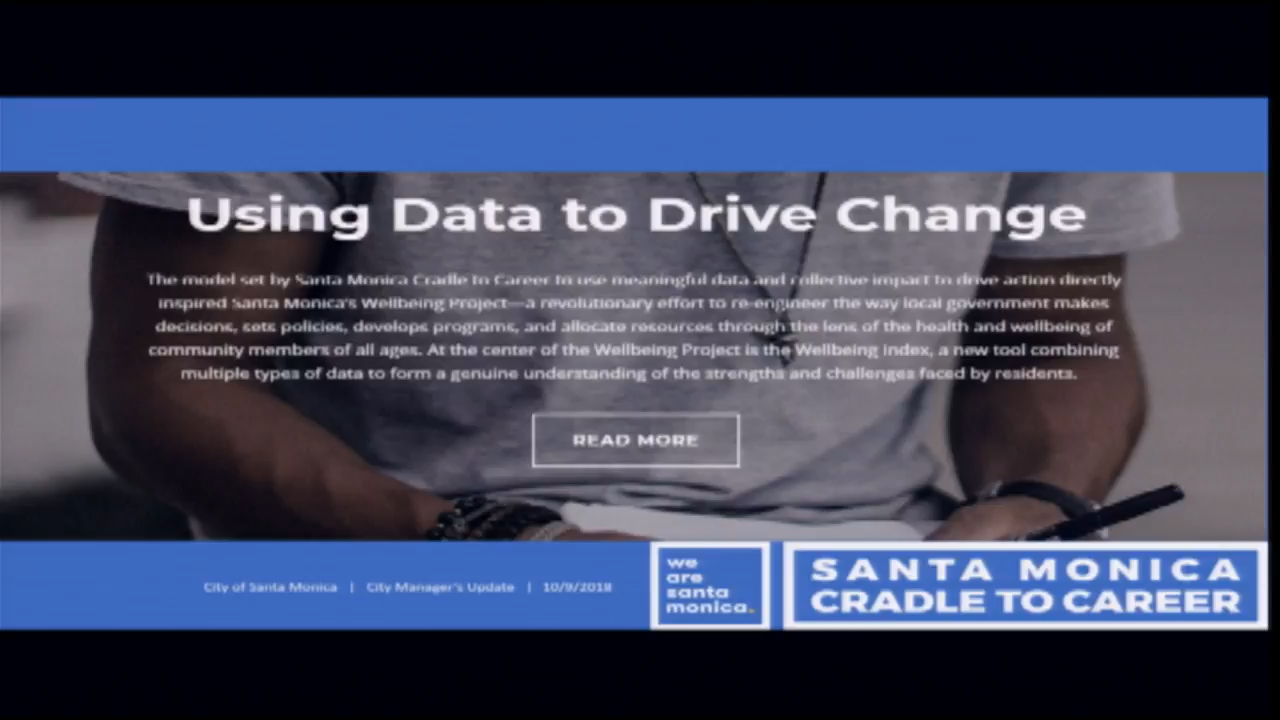 Using Data to Drive Change
The model set by Santa Monica Cradle to Career to use meaningful data and collective impact to drive action directly
inspired Santa Monica's Wellbeing Project—a revolutionary effort to re-engineer the way local government makes
decisions, sets policies, develops programs, and allocate resources through the lens of the health and wellbeing of
community members of all ages. At the center of the Wellbeing Project is the Wellbeing Index, a new tool combining
multiple types of data to form a genuine understanding of the strengths and challenges faced by residents.
READ MORE
City of Santa Monica | City Manager's Update | 10/9/2018
we
are
santa
monica.
SANTA MONICA
CRADLE TO CAREER